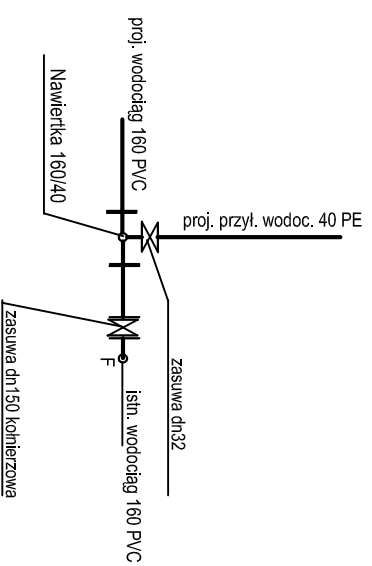 proj. wodociąg 160 PVC
Nawiertka 160/40
proj. przył. wodoc. 40 PE
zasuwa dn32
F
istn. wodociąg 160 PVC
zasuwa dn150 kołnierzowa